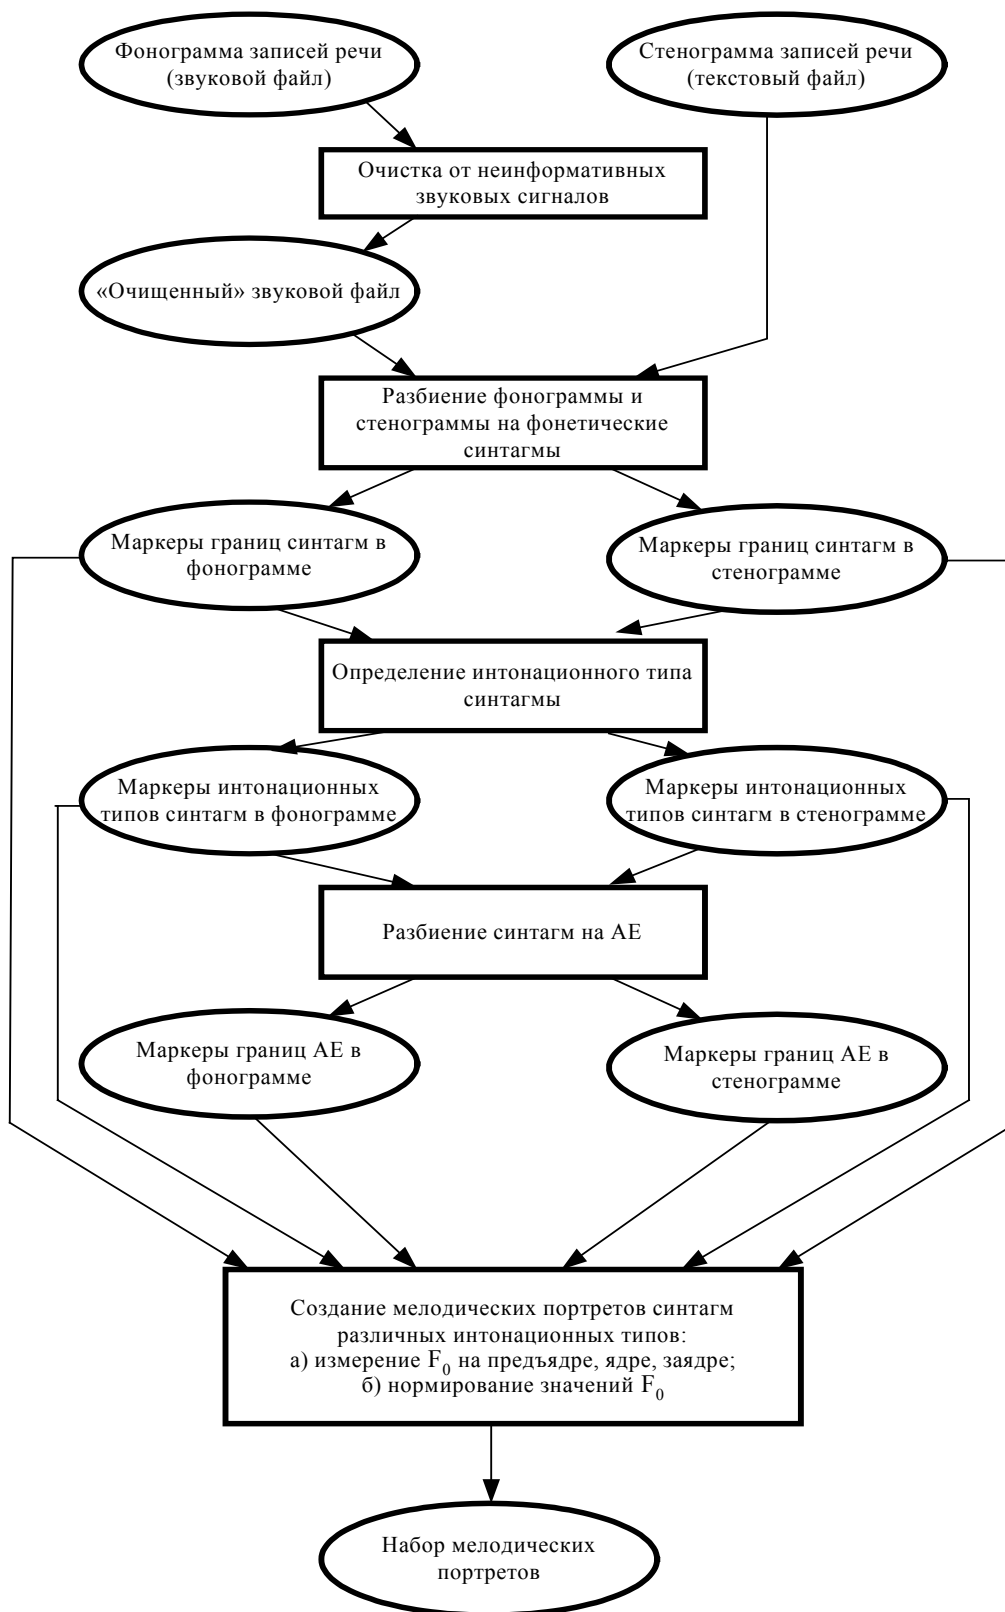 Фонограмма записей речи
(звуковой файл)
Стенограмма записей речи
(текстовый файл)
Очистка от неинформативных
звуковых сигналов
«Очищенный» звуковой файл
Разбиение фонограммы и
стенограммы на фонетические
синтагмы
Маркеры границ синтагм в
фонограмме
Маркеры границ синтагм в
стенограмме
Определение интонационного типа
синтагмы
Маркеры интонационных
типов синтагм в фонограмме
Маркеры интонационных
типов синтагм в стенограмме
Разбиение синтагм на АЕ
Маркеры границ АЕ в
фонограмме
Маркеры границ АЕ в
стенограмме
Создание мелодических портретов синтагм
различных интонационных типов:
а) измерение F₀ на предъядре, ядре, заядре;
б) нормирование значений F₀
Набор мелодических
портретов